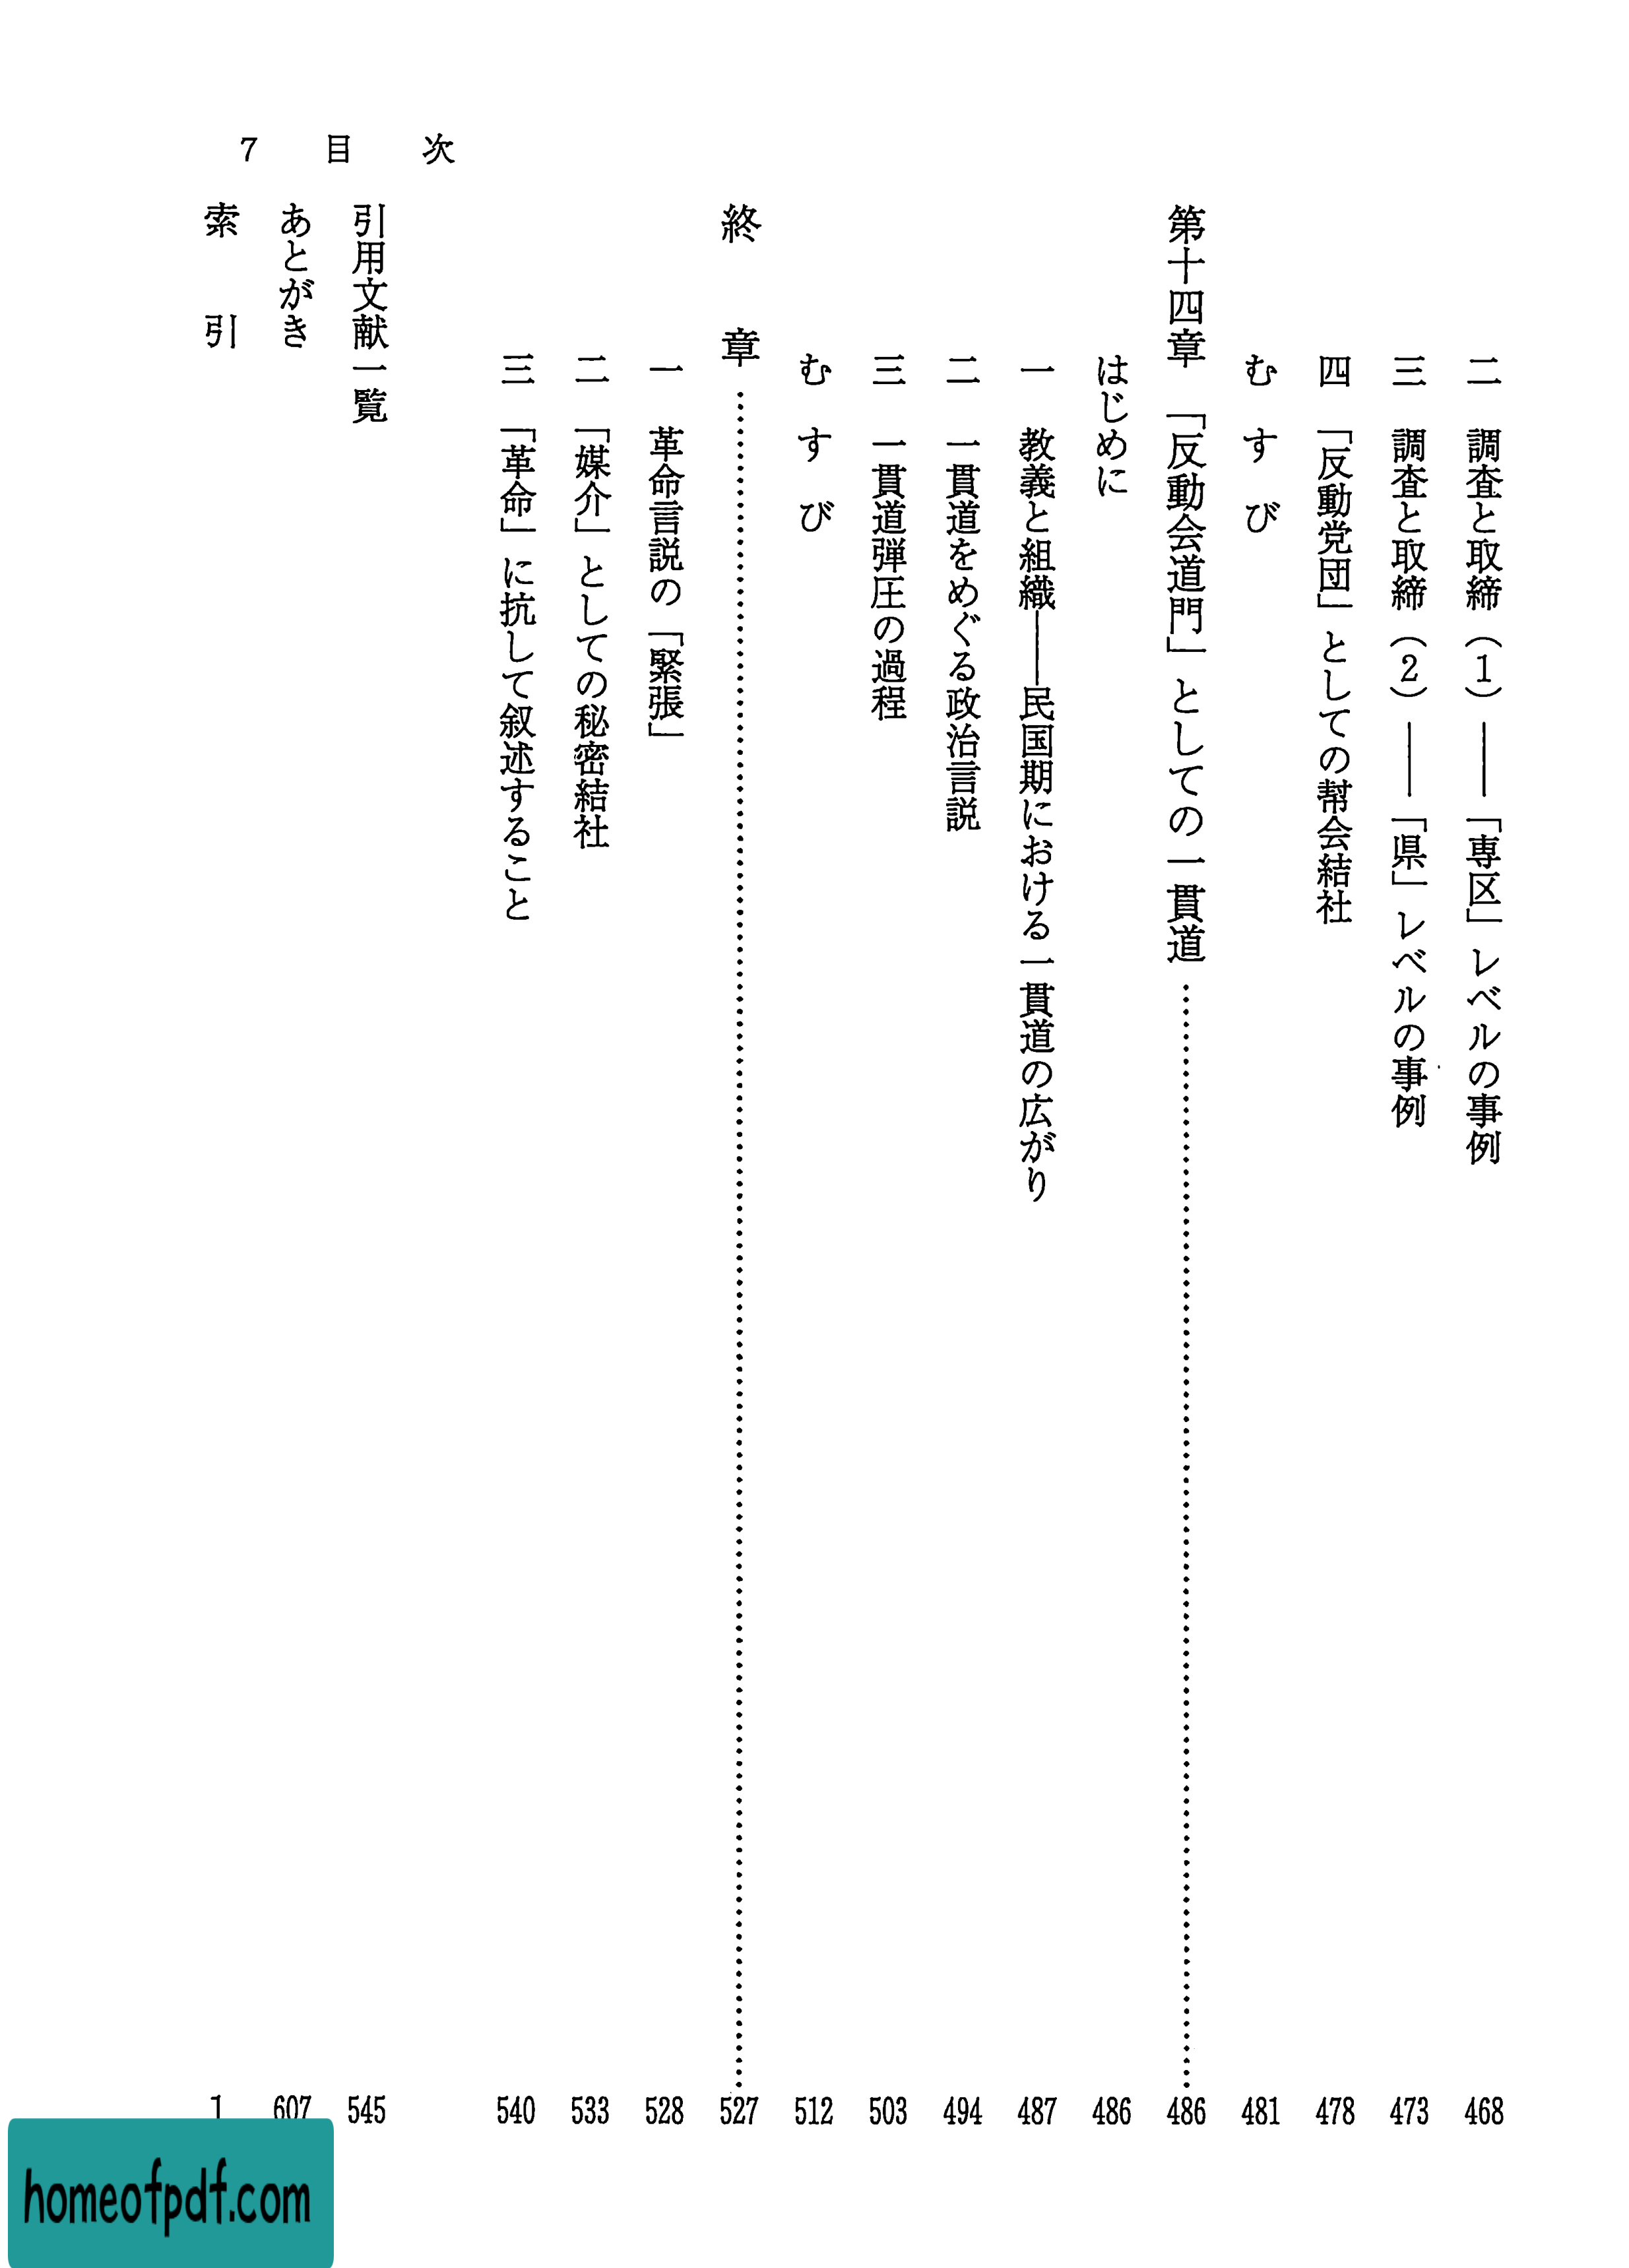 7 目 次
二 調査と取締(1)――「専区」レベルの事例 468
三 調査と取締(2)――「県」レベルの事例 473
四 「反動党団」としての幇会結社 478
むすび 481
第十四章 「反動会道門」としての一貫道 486
はじめに 486
一 教義と組織――民国期における一貫道の広がり 487
二 一貫道をめぐる政治言説 494
三 一貫道弾圧の過程 503
むすび 512
終 章 527
一 革命言説の「緊張」 528
二 「媒介」としての秘密結社 533
三 「革命」に抗して叙述すること 540
引用文献一覧 545
あとがき 607
索 引 1
homeofpdf.com